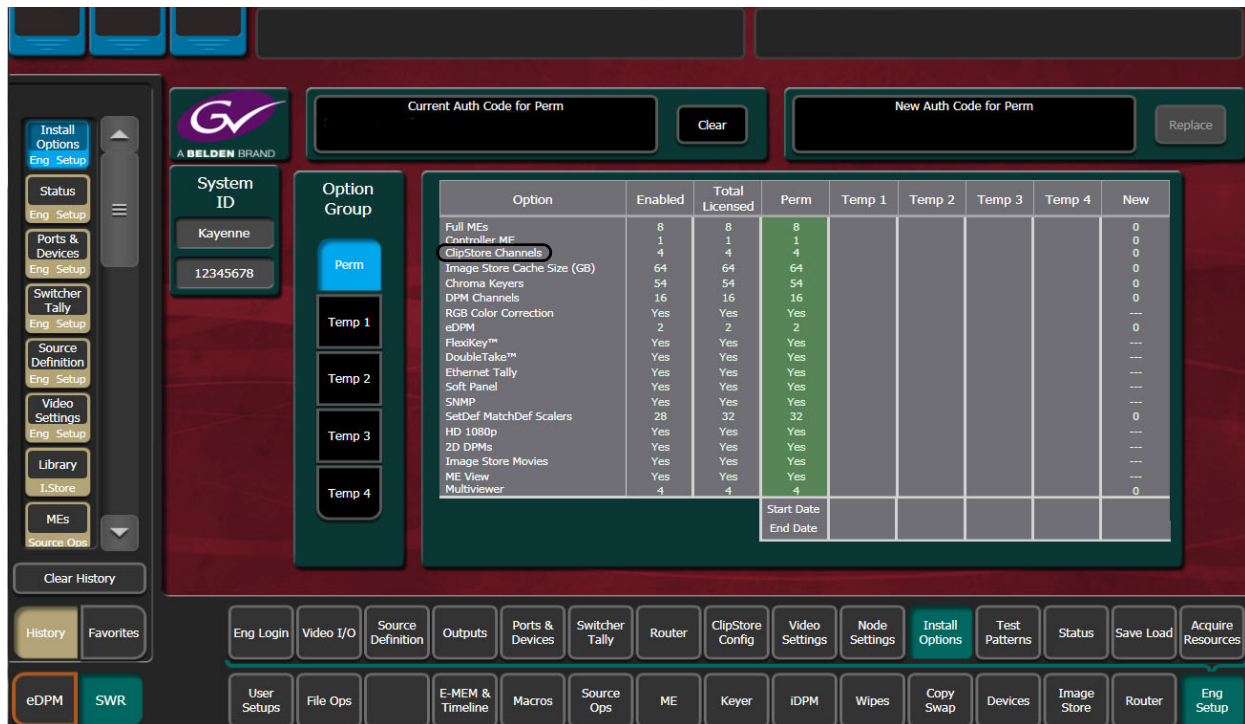 Install
Options
Eng Setup
Status
Eng Setup
Ports &
Devices
Eng Setup
Switcher
Tally
Eng Setup
Source
Definition
Eng Setup
Video
Settings
Eng Setup
Library
I.Store
MEs
Source Ops
Clear History
History Favorites
eDPM SWR
GV
A BELDEN BRAND
Current Auth Code for Perm
Clear
New Auth Code for Perm
Replace
System
ID
Kayenne
12345678
Option
Group
Perm
Temp 1
Temp 2
Temp 3
Temp 4
Option Enabled Total Licensed Perm Temp 1 Temp 2 Temp 3 Temp 4 New
Full MEs 8 8 8 0
Controller ME 1 1 1 0
ClipStore Channels 4 4 4 0
Image Store Cache Size (GB) 64 64 64 0
Chroma Keyers 54 54 54 0
DPM Channels 16 16 16 0
RGB Color Correction Yes Yes Yes ---
eDPM 2 2 2 0
FlexiKey™ Yes Yes Yes ---
DoubleTake™ Yes Yes Yes ---
Ethernet Tally Yes Yes Yes ---
Soft Panel Yes Yes Yes ---
SNMP Yes Yes Yes ---
SetDef MatchDef Scalers 28 32 32 0
HD 1080p Yes Yes Yes ---
2D DPMs Yes Yes Yes ---
Image Store Movies Yes Yes Yes ---
ME View Yes Yes Yes ---
Multiviewer 4 4 4 0
Start Date
End Date
Eng Login Video I/O Source Definition Outputs Ports & Devices Switcher Tally Router ClipStore Config Video Settings Node Settings Install Options Test Patterns Status Save Load Acquire Resources
User Setups File Ops E-MEM & Timeline Macros Source Ops ME Keyer iDPM Wipes Copy Swap Devices Image Store Router Eng Setup